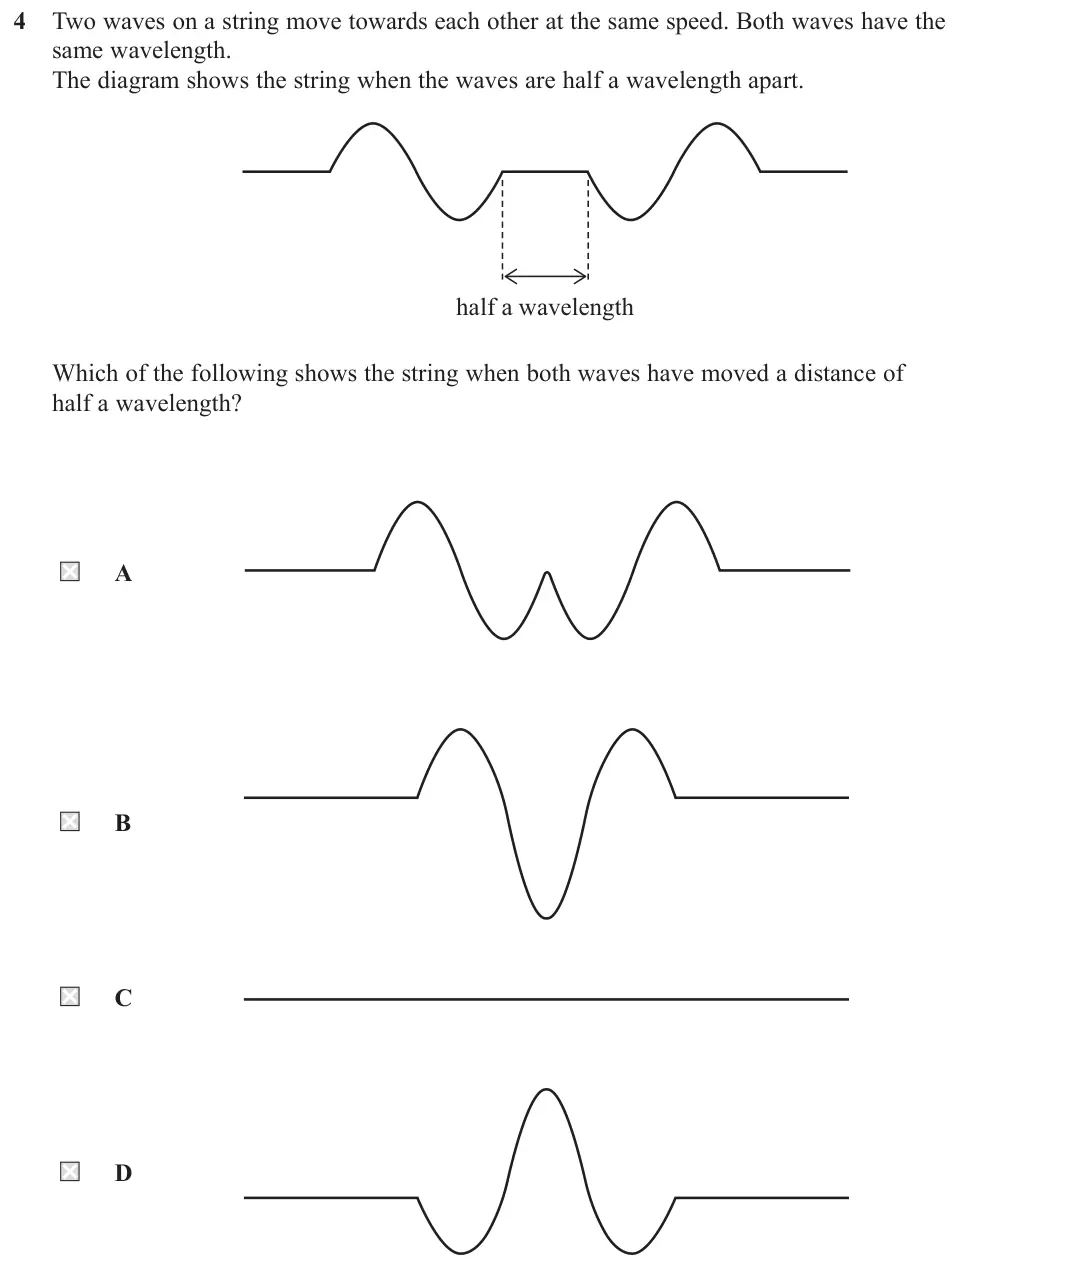 4 Two waves on a string move towards each other at the same speed. Both waves have the
same wavelength.
The diagram shows the string when the waves are half a wavelength apart.
half a wavelength
Which of the following shows the string when both waves have moved a distance of
half a wavelength?
A
B
C
D